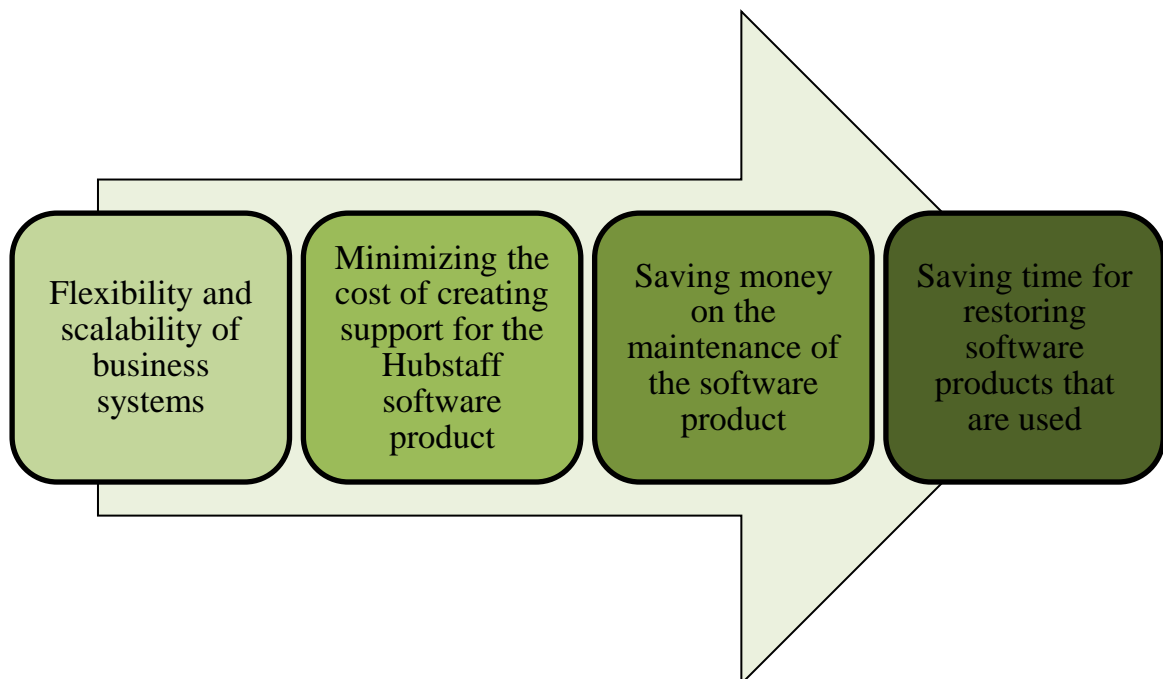 Flexibility and
scalability of
business
systems
Minimizing the
cost of creating
support for the
Hubstaff
software
product
Saving money
on the
maintenance of
the software
product
Saving time for
restoring
software
products that
are used